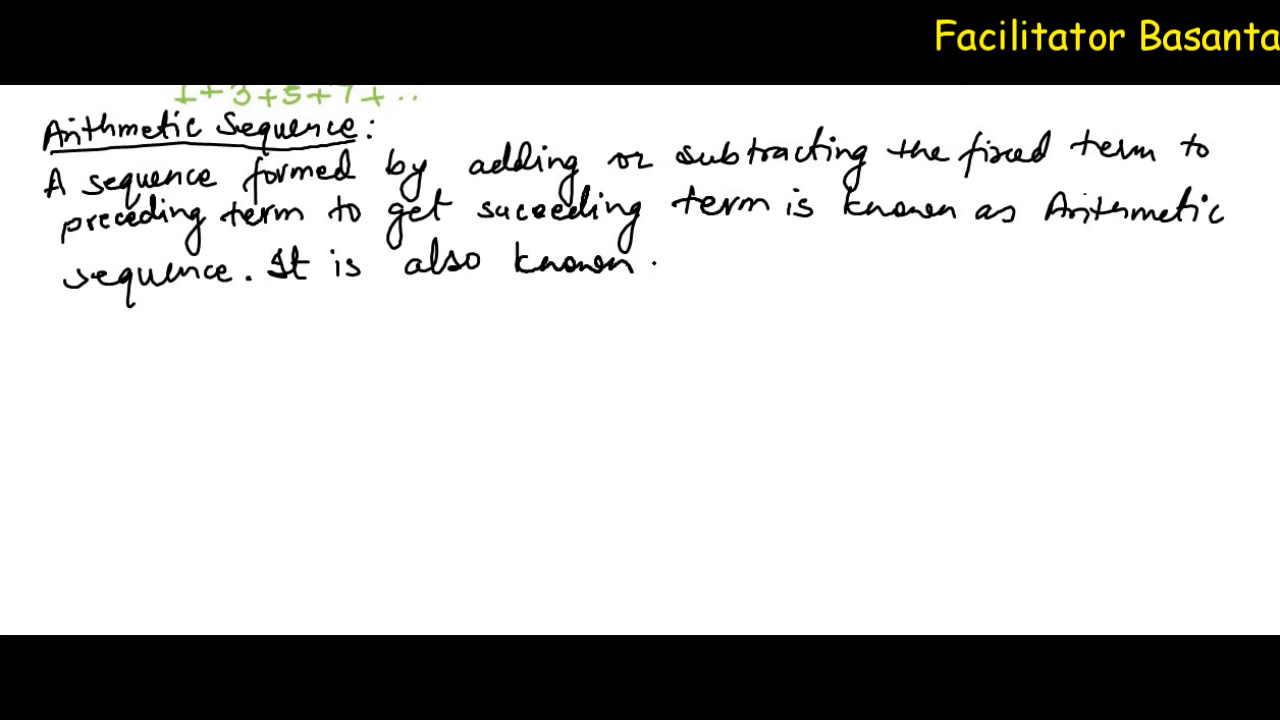 Facilitator Basanta
1+3+5+7+..
Arithmetic Sequence:
A sequence formed by adding or subtracting the fixed term to
preceding term to get suceeding term is known as Arithmetic
sequence. It is also known.